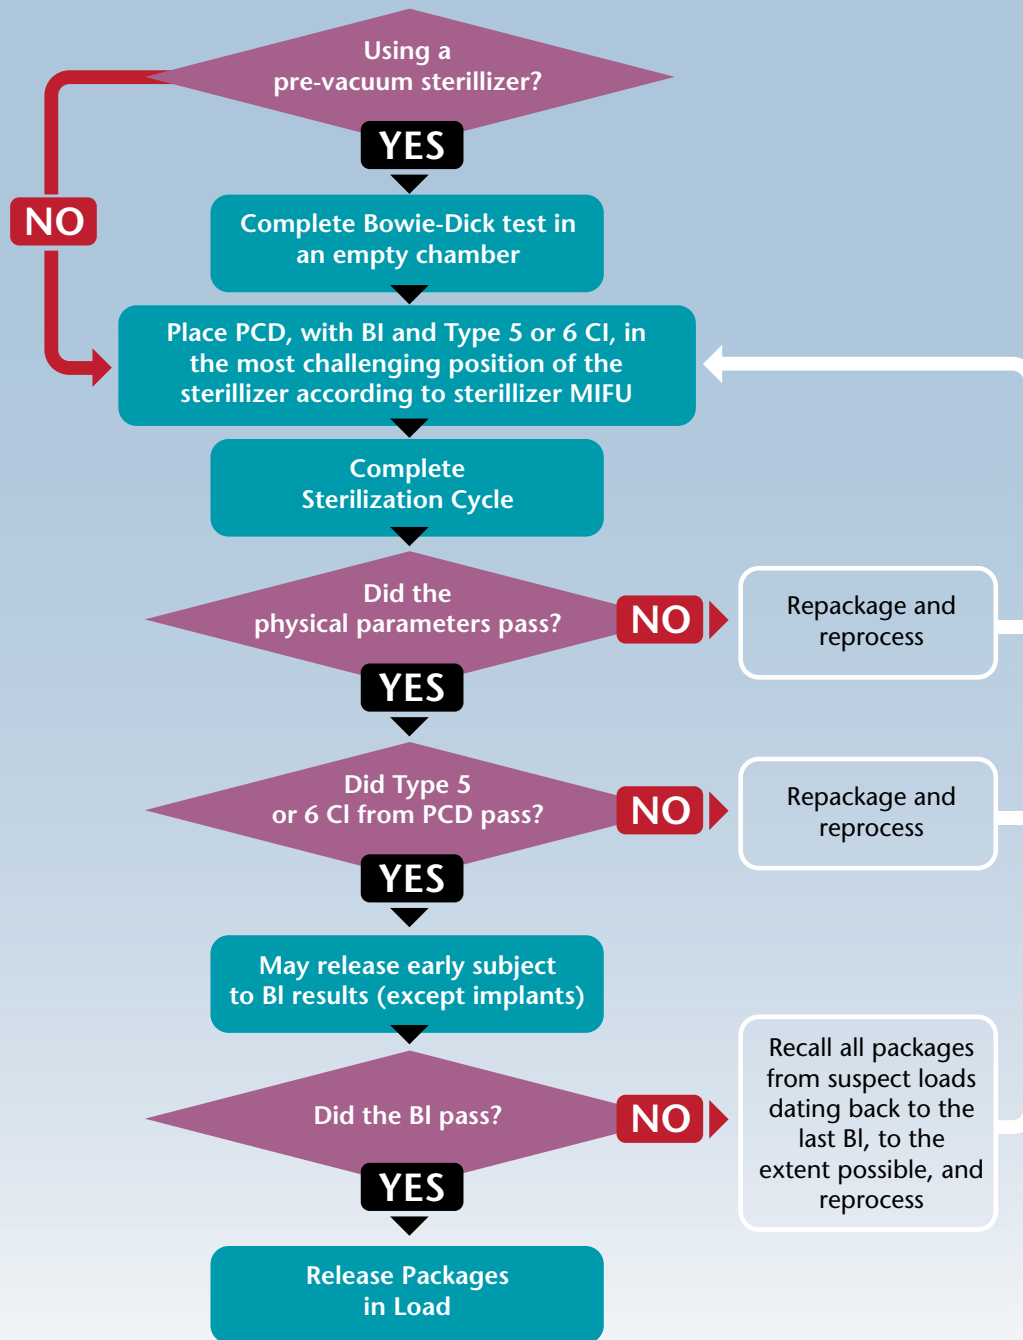 Using a
pre-vacuum sterillizer?
YES
NO
Complete Bowie-Dick test in
an empty chamber
Place PCD, with BI and Type 5 or 6 CI, in
the most challenging position of the
sterillizer according to sterillizer MIFU
Complete
Sterilization Cycle
Did the
physical parameters pass?
NO
Repackage and
reprocess
YES
Did Type 5
or 6 Cl from PCD pass?
NO
Repackage and
reprocess
YES
May release early subject
to Bl results (except implants)
Did the Bl pass?
NO
Recall all packages
from suspect loads
dating back to the
last Bl, to the
extent possible, and
reprocess
YES
Release Packages
in Load